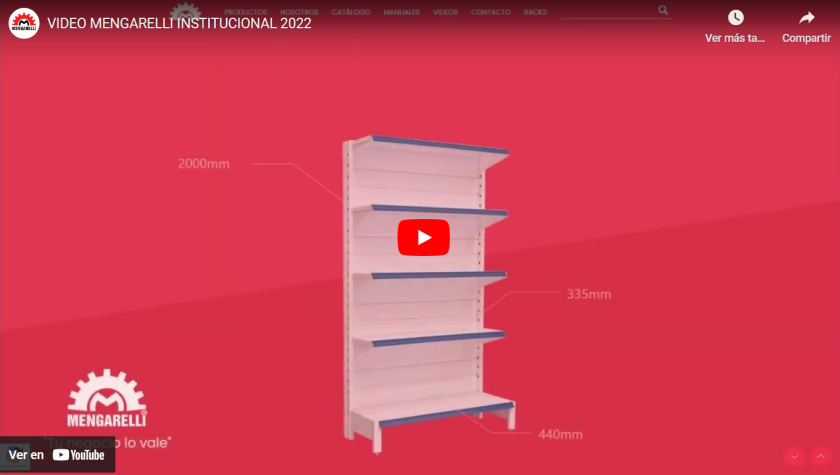 PRODUCTOS NOSOTROS CATÁLOGO MANUALES VIDEOS CONTACTO RACKS
MENGARELLI
VIDEO MENGARELLI INSTITUCIONAL 2022
Ver más ta...
Compartir
2000mm
335mm
440mm
MENGARELLI
"Tu negocio lo vale"
Ver en YouTube